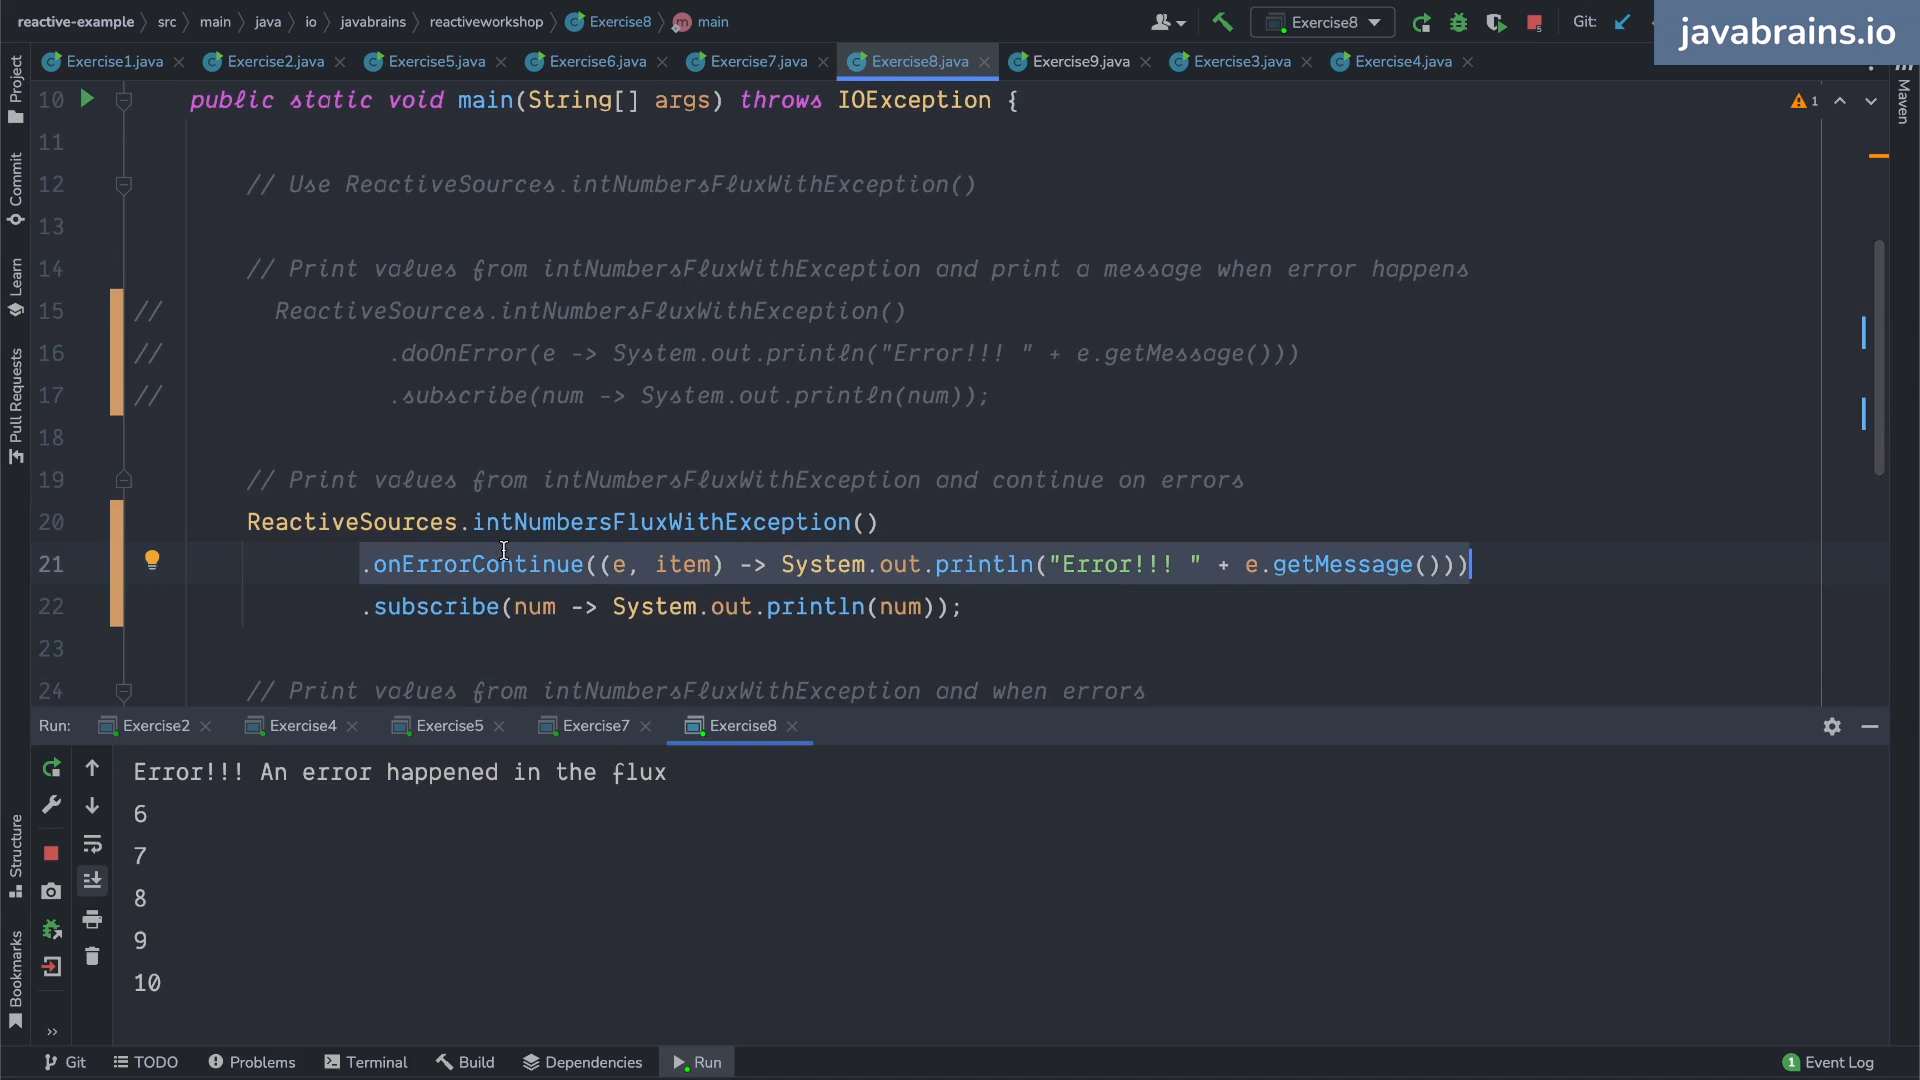 reactive-example src main java io javabrains reactiveworkshop Exercise8 main Exercise8 Git:
javabrains.io
Exercise1.java Exercise2.java Exercise5.java Exercise6.java Exercise7.java Exercise8.java Exercise9.java Exercise3.java Exercise4.java
Project
Commit
Learn
Pull Requests
Structure
Bookmarks
Maven
10 public static void main(String[] args) throws IOException {
1
11
12 // Use ReactiveSources.intNumbersFluxWithException()
13
14 // Print values from intNumbersFluxWithException and print a message when error happens
15 // ReactiveSources.intNumbersFluxWithException()
16 // .doOnError(e -> System.out.println("Error!!! " + e.getMessage()))
17 // .subscribe(num -> System.out.println(num));
18
19 // Print values from intNumbersFluxWithException and continue on errors
20 ReactiveSources.intNumbersFluxWithException()
21 .onErrorContinue((e, item) -> System.out.println("Error!!! " + e.getMessage()))
22 .subscribe(num -> System.out.println(num));
23
24 // Print values from intNumbersFluxWithException and when errors
Run: Exercise2 Exercise4 Exercise5 Exercise7 Exercise8
Error!!! An error happened in the flux
6
7
8
9
10
Git TODO Problems Terminal Build Dependencies Run 1 Event Log